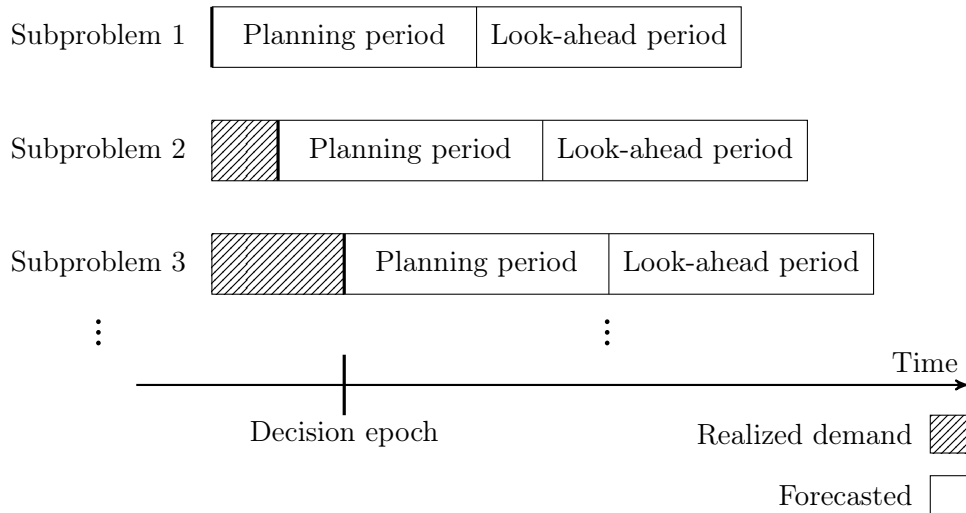 Subproblem 1
Planning period
Look-ahead period
Subproblem 2
Planning period
Look-ahead period
Subproblem 3
Planning period
Look-ahead period
Time
Decision epoch
Realized demand
Forecasted